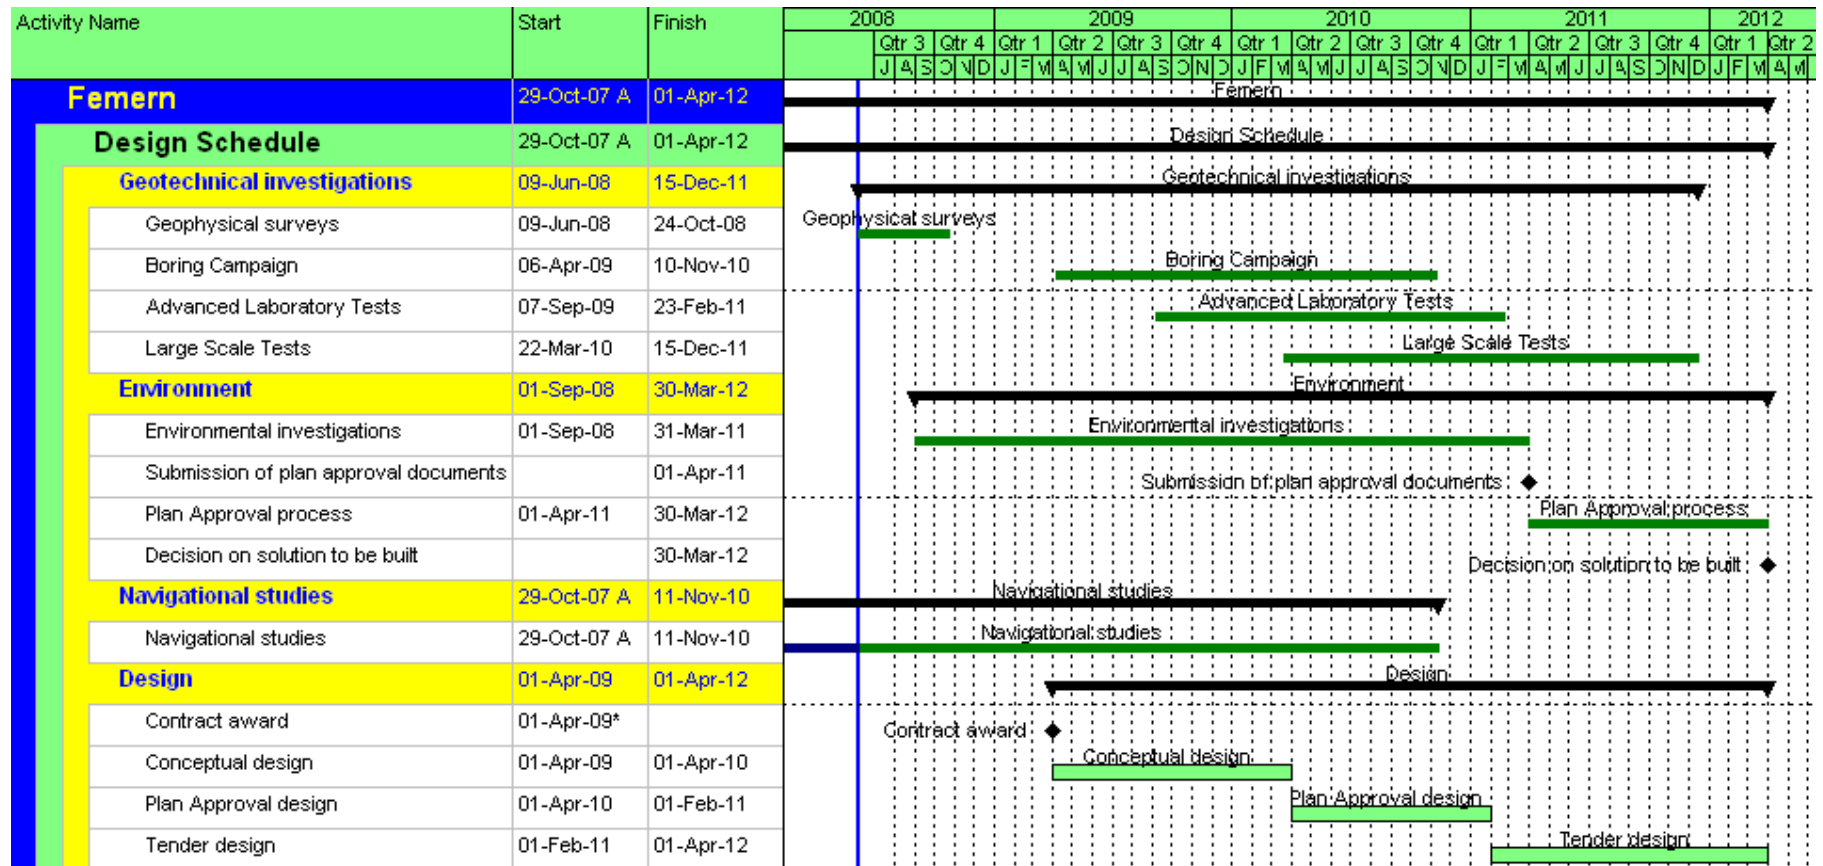 Activity Name Start Finish 2008 2009 2010 2011 2012
Qtr 3 Qtr 4 Qtr 1 Qtr 2 Qtr 3 Qtr 4 Qtr 1 Qtr 2 Qtr 3 Qtr 4 Qtr 1 Qtr 2 Qtr 3 Qtr 4 Qtr 1 Qtr 2
J A S O N D J F M A M J J A S O N D J F M A M J J A S O N D J F M A M J J A S O N D J F M A M
Femern 29-Oct-07 A 01-Apr-12 Femern
Design Schedule 29-Oct-07 A 01-Apr-12 Design Schedule
Geotechnical investigations 09-Jun-08 15-Dec-11 Geotechnical investigations
Geophysical surveys 09-Jun-08 24-Oct-08 Geophysical surveys
Boring Campaign 06-Apr-09 10-Nov-10 Boring Campaign
Advanced Laboratory Tests 07-Sep-09 23-Feb-11 Advanced Laboratory Tests
Large Scale Tests 22-Mar-10 15-Dec-11 Large Scale Tests
Environment 01-Sep-08 30-Mar-12 Environment
Environmental investigations 01-Sep-08 31-Mar-11 Environmental investigations
Submission of plan approval documents 01-Apr-11 Submission of plan approval documents
Plan Approval process 01-Apr-11 30-Mar-12 Plan Approval process
Decision on solution to be built 30-Mar-12 Decision on solution to be built
Navigational studies 29-Oct-07 A 11-Nov-10 Navigational studies
Navigational studies 29-Oct-07 A 11-Nov-10 Navigational studies
Design 01-Apr-09 01-Apr-12 Design
Contract award 01-Apr-09* Contract award
Conceptual design 01-Apr-09 01-Apr-10 Conceptual design
Plan Approval design 01-Apr-10 01-Feb-11 Plan Approval design
Tender design 01-Feb-11 01-Apr-12 Tender design